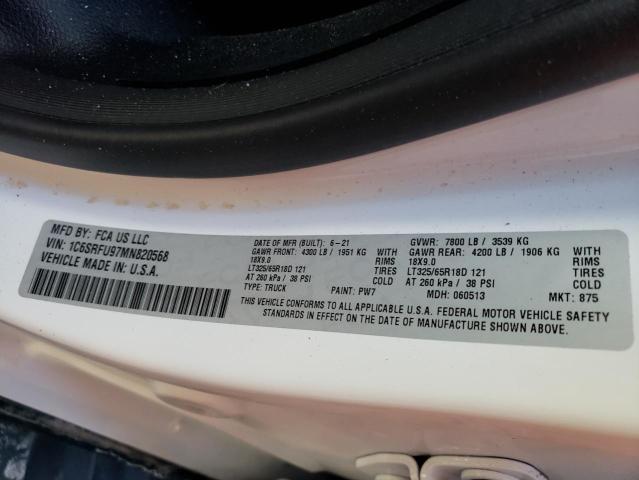 MFD BY: FCA US LLC
VIN: 1C6SRFU97MN820568
VEHICLE MADE IN: U.S.A.
DATE OF MFR (BUILT): 6-21 GVWR: 7800 LB / 3539 KG
GAWR FRONT: 4300 LB / 1951 KG GAWR REAR: 4200 LB / 1906 KG
18X9.0 RIMS 18X9.0 RIMS
LT325/65R18D 121 TIRES LT325/65R18D 121 TIRES
AT 260 kPa / 38 PSI COLD AT 260 kPa / 38 PSI COLD
TYPE: TRUCK PAINT: PW7 MDH: 060513 MKT: 875
THIS VEHICLE CONFORMS TO ALL APPLICABLE U.S.A. FEDERAL MOTOR VEHICLE SAFETY
STANDARDS IN EFFECT ON THE DATE OF MANUFACTURE SHOWN ABOVE.